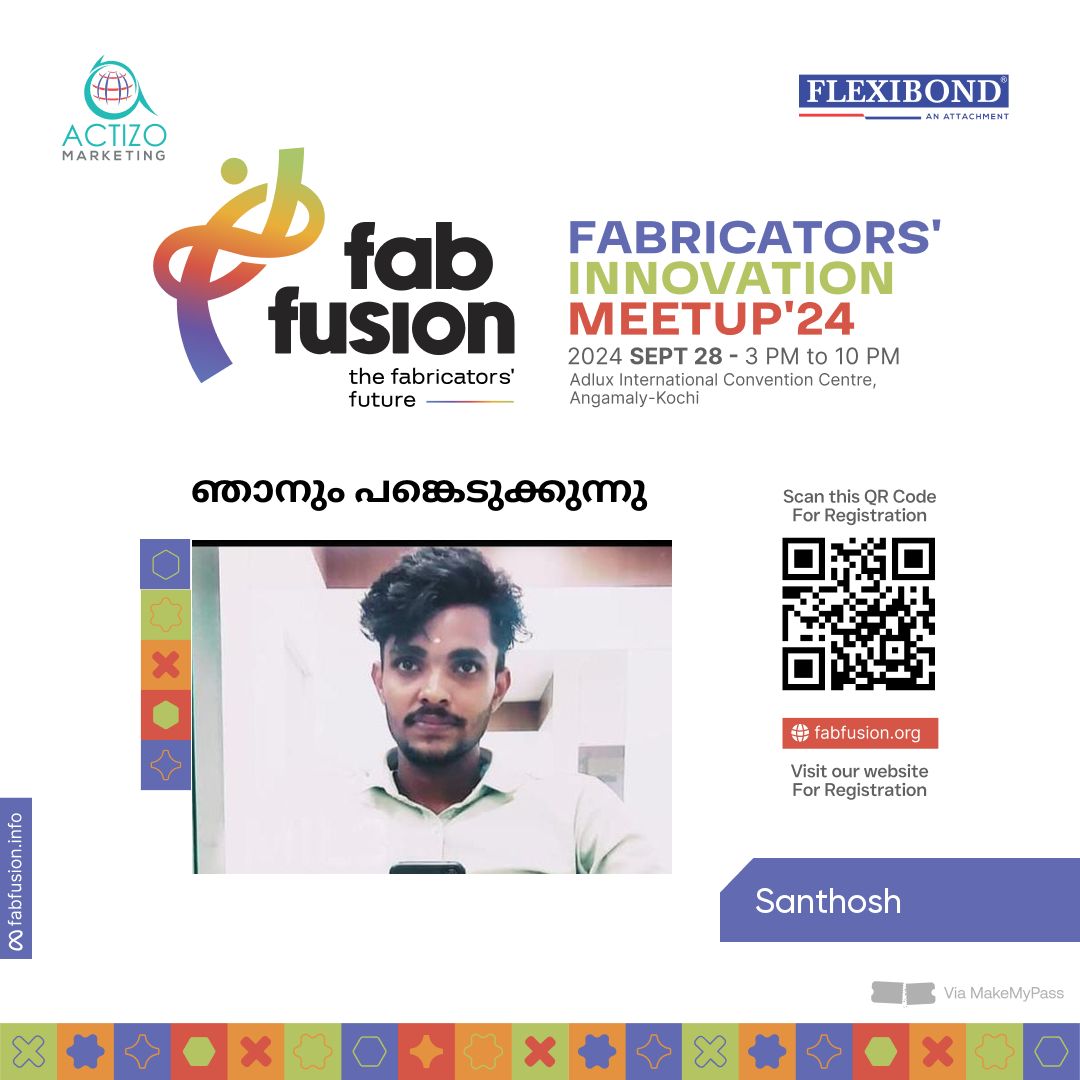 ACTIZO
MARKETING
FLEXIBOND®
AN ATTACHMENT
fab
fusion
the fabricators'
future
FABRICATORS'
INNOVATION
MEETUP'24
2024 SEPT 28 - 3 PM to 10 PM
Adlux International Convention Centre,
Angamaly-Kochi
ഞാനും പങ്കെടുക്കുന്നു
Scan this QR Code
For Registration
fabfusion.org
Visit our website
For Registration
fabfusion.info
Santhosh
Via MakeMyPass